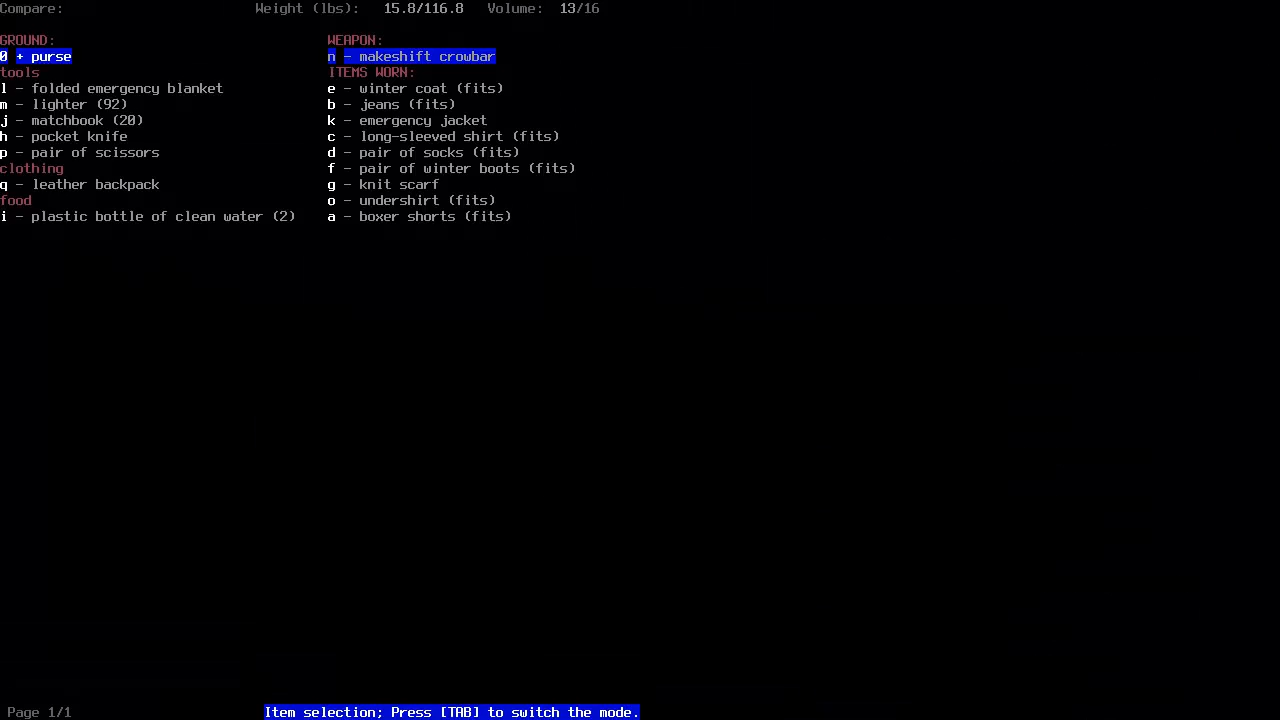 Compare: Weight (lbs): 15.8/116.8 Volume: 13/16
GROUND:
0 + purse
tools
l - folded emergency blanket
m - lighter (92)
j - matchbook (20)
h - pocket knife
p - pair of scissors
clothing
q - leather backpack
food
i - plastic bottle of clean water (2)
WEAPON:
n - makeshift crowbar
ITEMS WORN:
e - winter coat (fits)
b - jeans (fits)
k - emergency jacket
c - long-sleeved shirt (fits)
d - pair of socks (fits)
f - pair of winter boots (fits)
g - knit scarf
o - undershirt (fits)
a - boxer shorts (fits)
Page 1/1 Item selection; Press [TAB] to switch the mode.